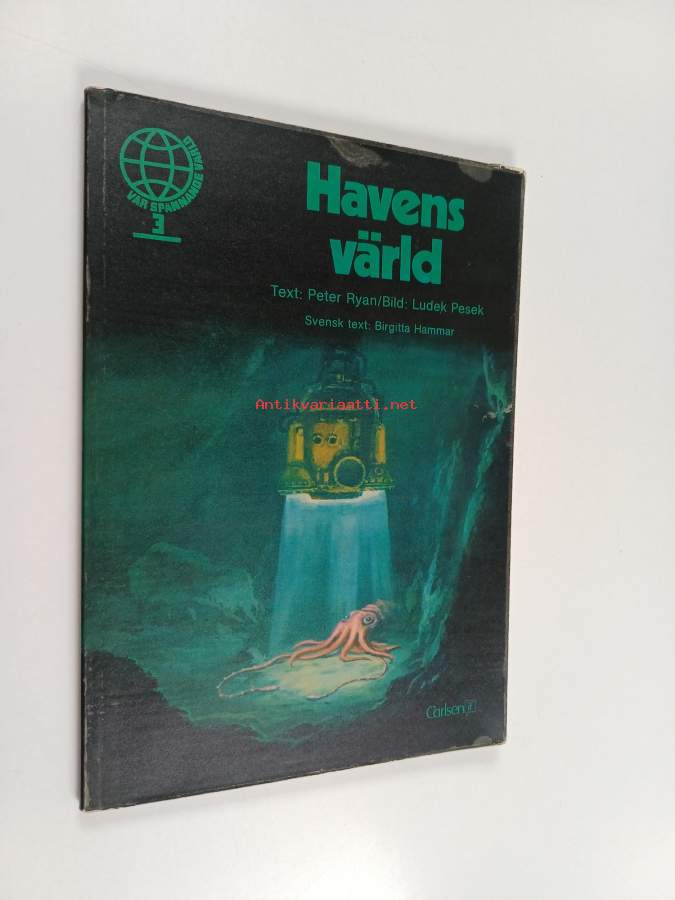 VÅR SPÄNNANDE VÄRLD
3
Havens
värld
Text: Peter Ryan/Bild: Ludek Pesek
Svensk text: Birgitta Hammar
Antikvariaatti.net
Carlsen